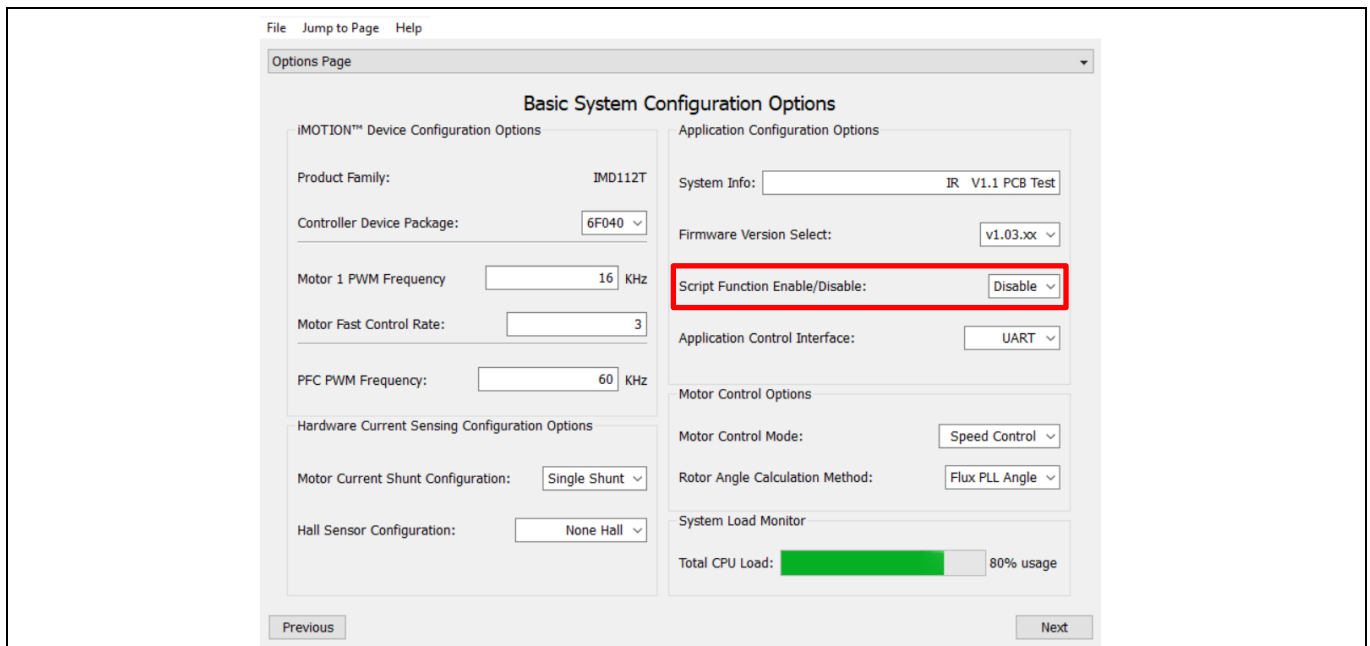 File Jump to Page Help
Options Page
Basic System Configuration Options
iMOTION™ Device Configuration Options
Product Family: IMD112T
Controller Device Package: 6F040
Motor 1 PWM Frequency 16 KHz
Motor Fast Control Rate: 3
PFC PWM Frequency: 60 KHz
Hardware Current Sensing Configuration Options
Motor Current Shunt Configuration: Single Shunt
Hall Sensor Configuration: None Hall
Application Configuration Options
System Info: IR V1.1 PCB Test
Firmware Version Select: v1.03.xx
Script Function Enable/Disable: Disable
Application Control Interface: UART
Motor Control Options
Motor Control Mode: Speed Control
Rotor Angle Calculation Method: Flux PLL Angle
System Load Monitor
Total CPU Load: 80% usage
Previous Next